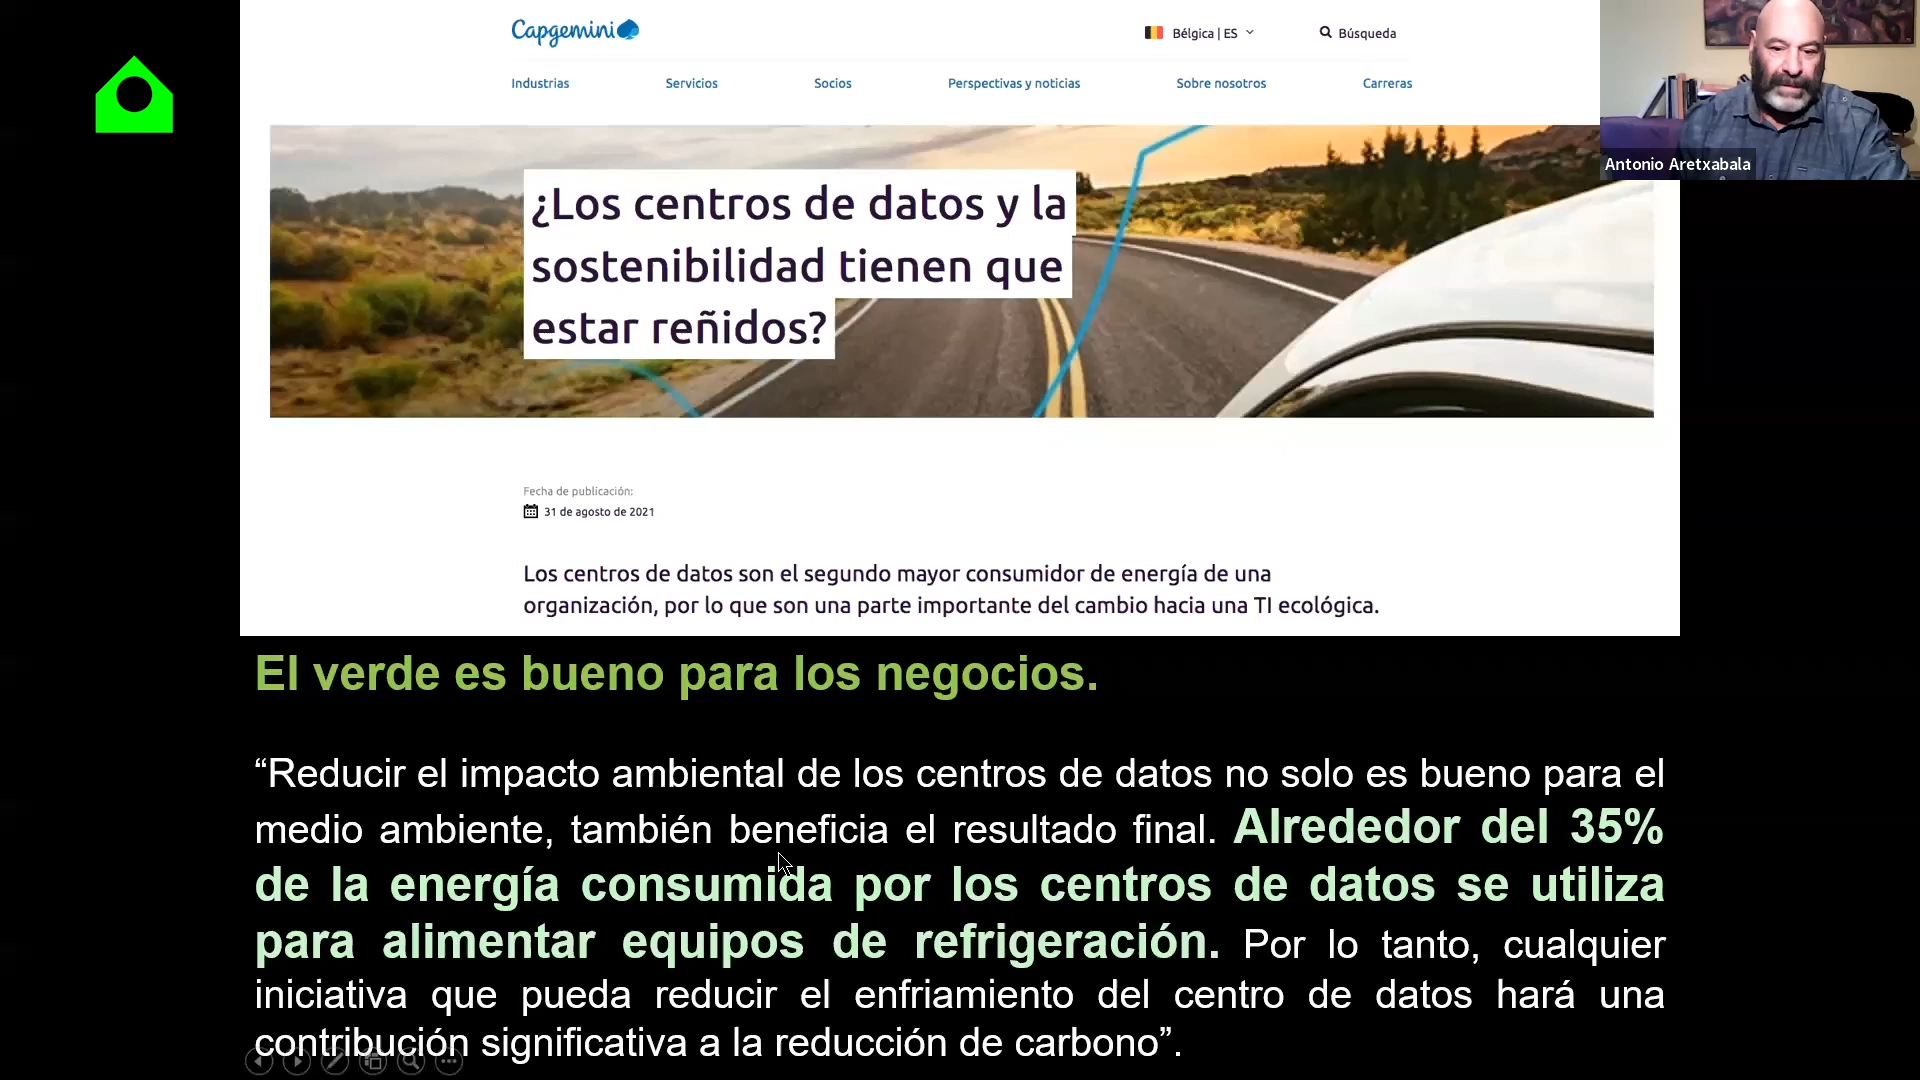 Capgemini
Bélgica | ES
Búsqueda
Industrias
Servicios
Socios
Perspectivas y noticias
Sobre nosotros
Carreras
Antonio Aretxabala
¿Los centros de datos y la
sostenibilidad tienen que
estar reñidos?
Fecha de publicación:
31 de agosto de 2021
Los centros de datos son el segundo mayor consumidor de energía de una
organización, por lo que son una parte importante del cambio hacia una TI ecológica.
El verde es bueno para los negocios.
“Reducir el impacto ambiental de los centros de datos no solo es bueno para el
medio ambiente, también beneficia el resultado final. Alrededor del 35%
de la energía consumida por los centros de datos se utiliza
para alimentar equipos de refrigeración. Por lo tanto, cualquier
iniciativa que pueda reducir el enfriamiento del centro de datos hará una
contribución significativa a la reducción de carbono”.